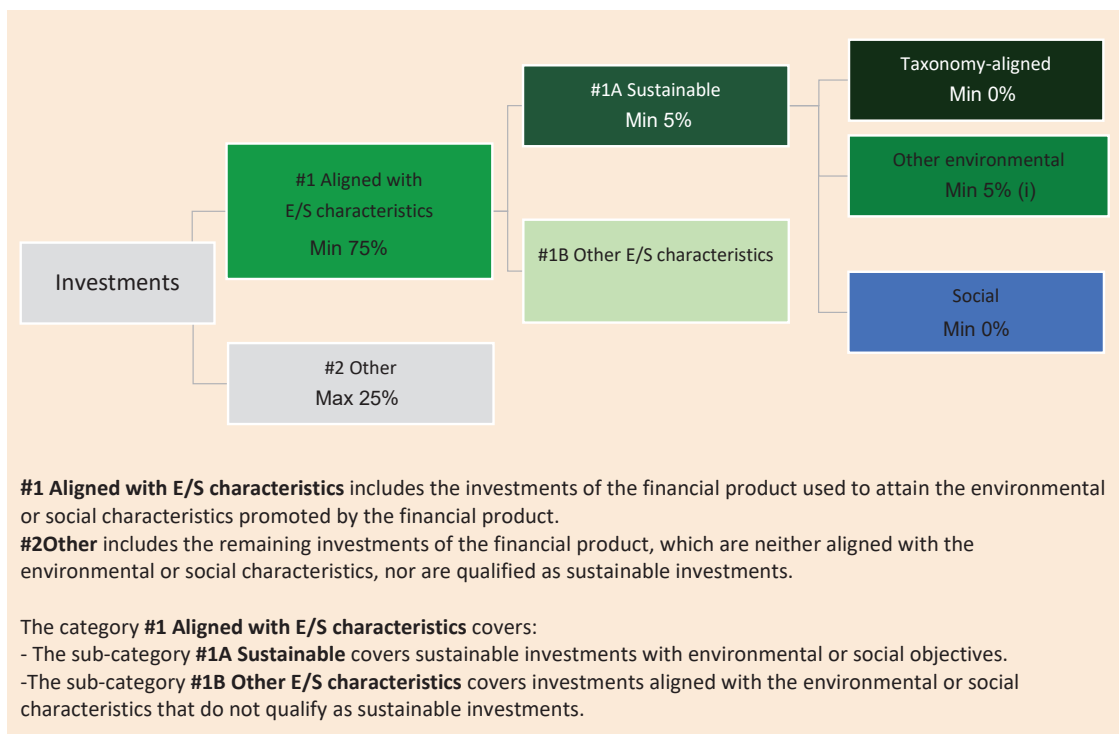 Investments
#1 Aligned with
E/S characteristics
Min 75%
#2 Other
Max 25%
#1A Sustainable
Min 5%
#1B Other E/S characteristics
Taxonomy-aligned
Min 0%
Other environmental
Min 5% (i)
Social
Min 0%
#1 Aligned with E/S characteristics includes the investments of the financial product used to attain the environmental
or social characteristics promoted by the financial product.
#2Other includes the remaining investments of the financial product, which are neither aligned with the
environmental or social characteristics, nor are qualified as sustainable investments.
The category #1 Aligned with E/S characteristics covers:
- The sub-category #1A Sustainable covers sustainable investments with environmental or social objectives.
-The sub-category #1B Other E/S characteristics covers investments aligned with the environmental or social
characteristics that do not qualify as sustainable investments.